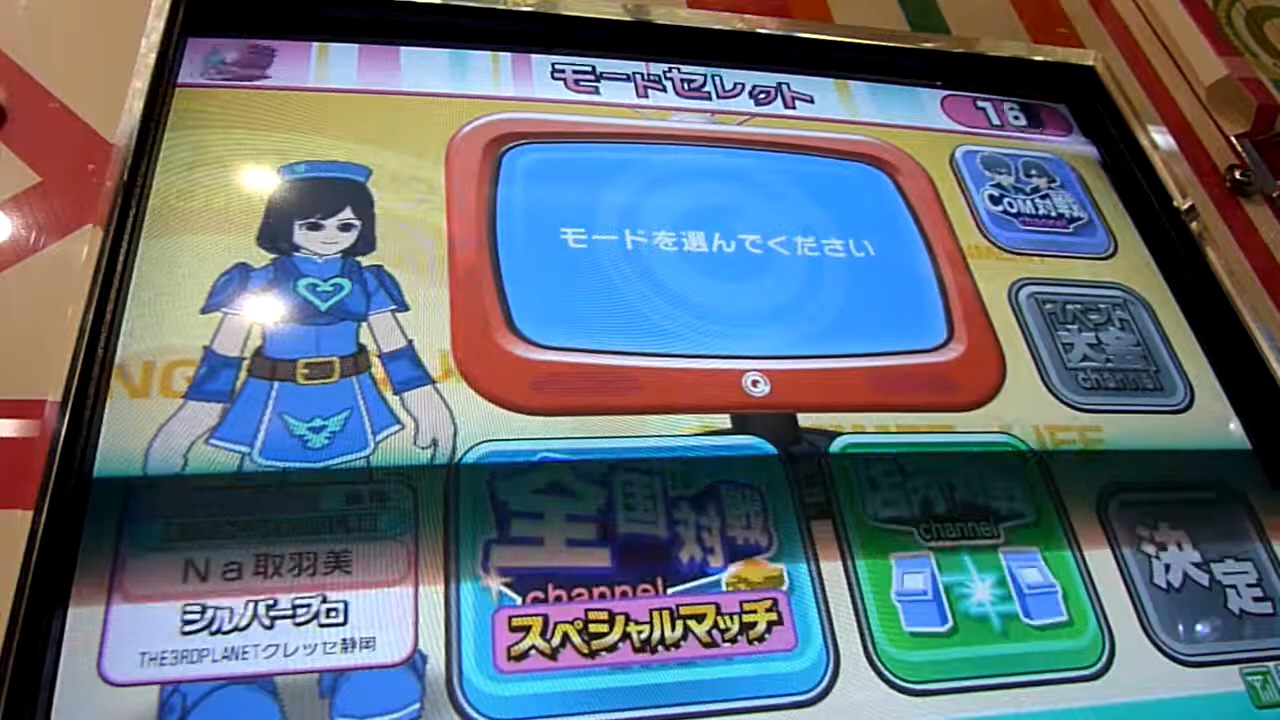 モードセレクト
16
モードを選んでください
COM対戦
channel
イベント
大会
channel
全国対戦
channel
スペシャルマッチ
channel
決定
Na取羽美
シルバープロ
THE3RDPLANETクレッセ静岡